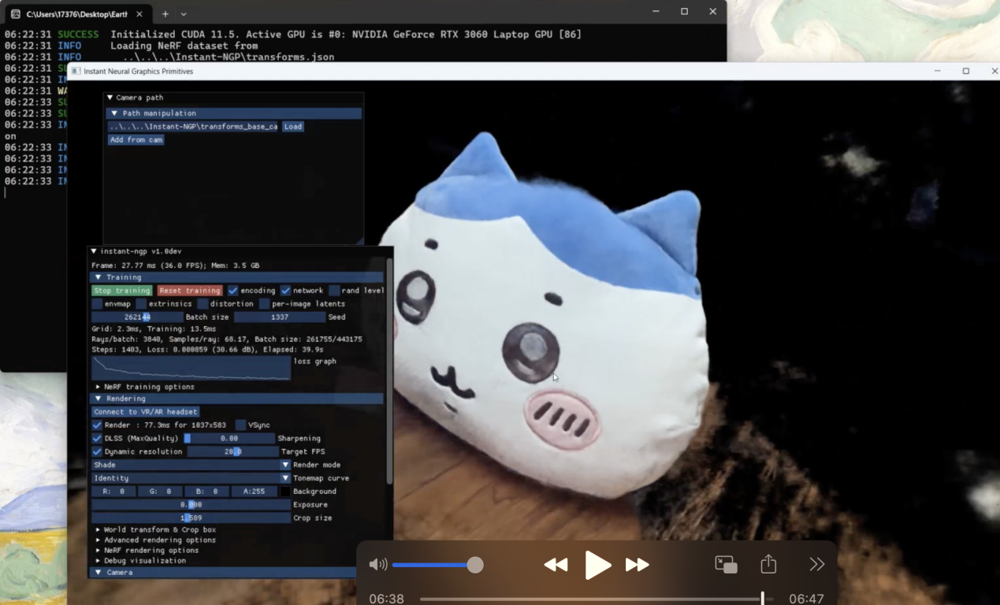 C:\Users\17376\Desktop\Eart
06:22:31 SUCCESS Initialized CUDA 11.5. Active GPU is #0: NVIDIA GeForce RTX 3060 Laptop GPU [86]
06:22:31 INFO Loading NeRF dataset from
06:22:31 INFO ..\..\..\Instant-NGP\transforms.json
06:22:31 SU
06:22:31 IN
06:22:31 WA
06:22:33 SU
06:22:33 SU
06:22:33 IN
on
06:22:33 IN
06:22:33 IN
06:22:33 IN
06:22:33 IN
Instant Neural Graphics Primitives
Camera path
Path manipulation
..\..\..\Instant-NGP\transforms_base_ca Load
Add from cam
instant-ngp v1.0dev
Frame: 27.77 ms (36.0 FPS); Mem: 3.5 GB
Training
Stop training Reset training encoding network rand level
envmap extrinsics distortion per-image latents
262144 Batch size 1337 Seed
Grid: 2.3ms, Training: 13.5ms
Rays/batch: 3840, Samples/ray: 68.17, Batch size: 261755/443175
Steps: 1403, Loss: 0.000859 (30.66 dB), Elapsed: 39.9s
loss graph
NeRF training options
Rendering
Connect to VR/AR headset
Render : 77.3ms for 1037x583 VSync
DLSS (MaxQuality) 0.00 Sharpening
Dynamic resolution 20.0 Target FPS
Shade Render mode
Identity Tonemap curve
R: 0 G: 0 B: 0 A:255 Background
0.000 Exposure
1.589 Crop size
World transform & Crop box
Advanced rendering options
NeRF rendering options
Debug visualization
Camera
06:38 06:47